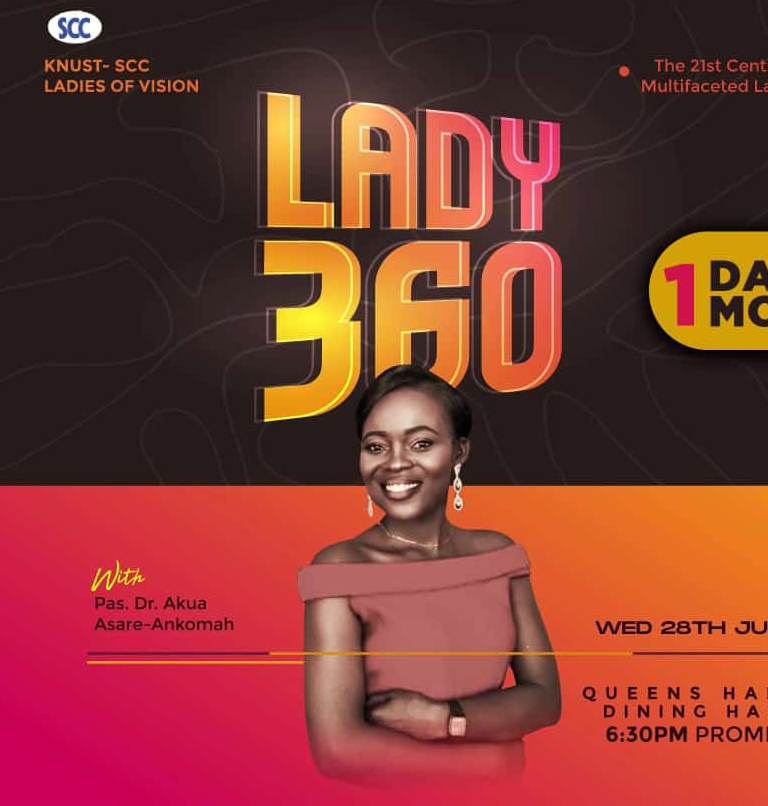 SCC
KNUST- SCC
LADIES OF VISION
The 21st Cent
Multifaceted La
LADY
360
1 DA
MO
With
Pas. Dr. Akua
Asare-Ankomah
WED 28TH JU
QUEENS HA
DINING HA
6:30PM PROM